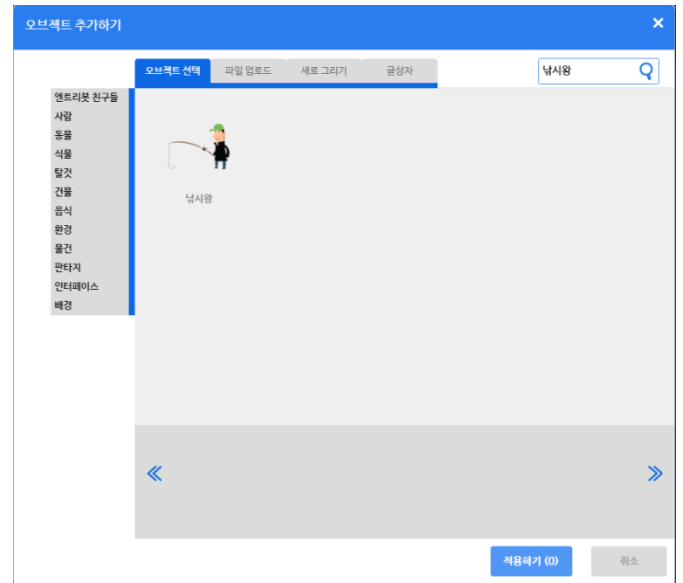 오브젝트 추가하기
오브젝트 선택 파일 업로드 새로 그리기 글상자 낚시왕
엔트리봇 친구들
사람
동물
식물
탈것
건물
음식
환경
물건
판타지
인터페이스
배경
낚시왕
적용하기 (0) 취소